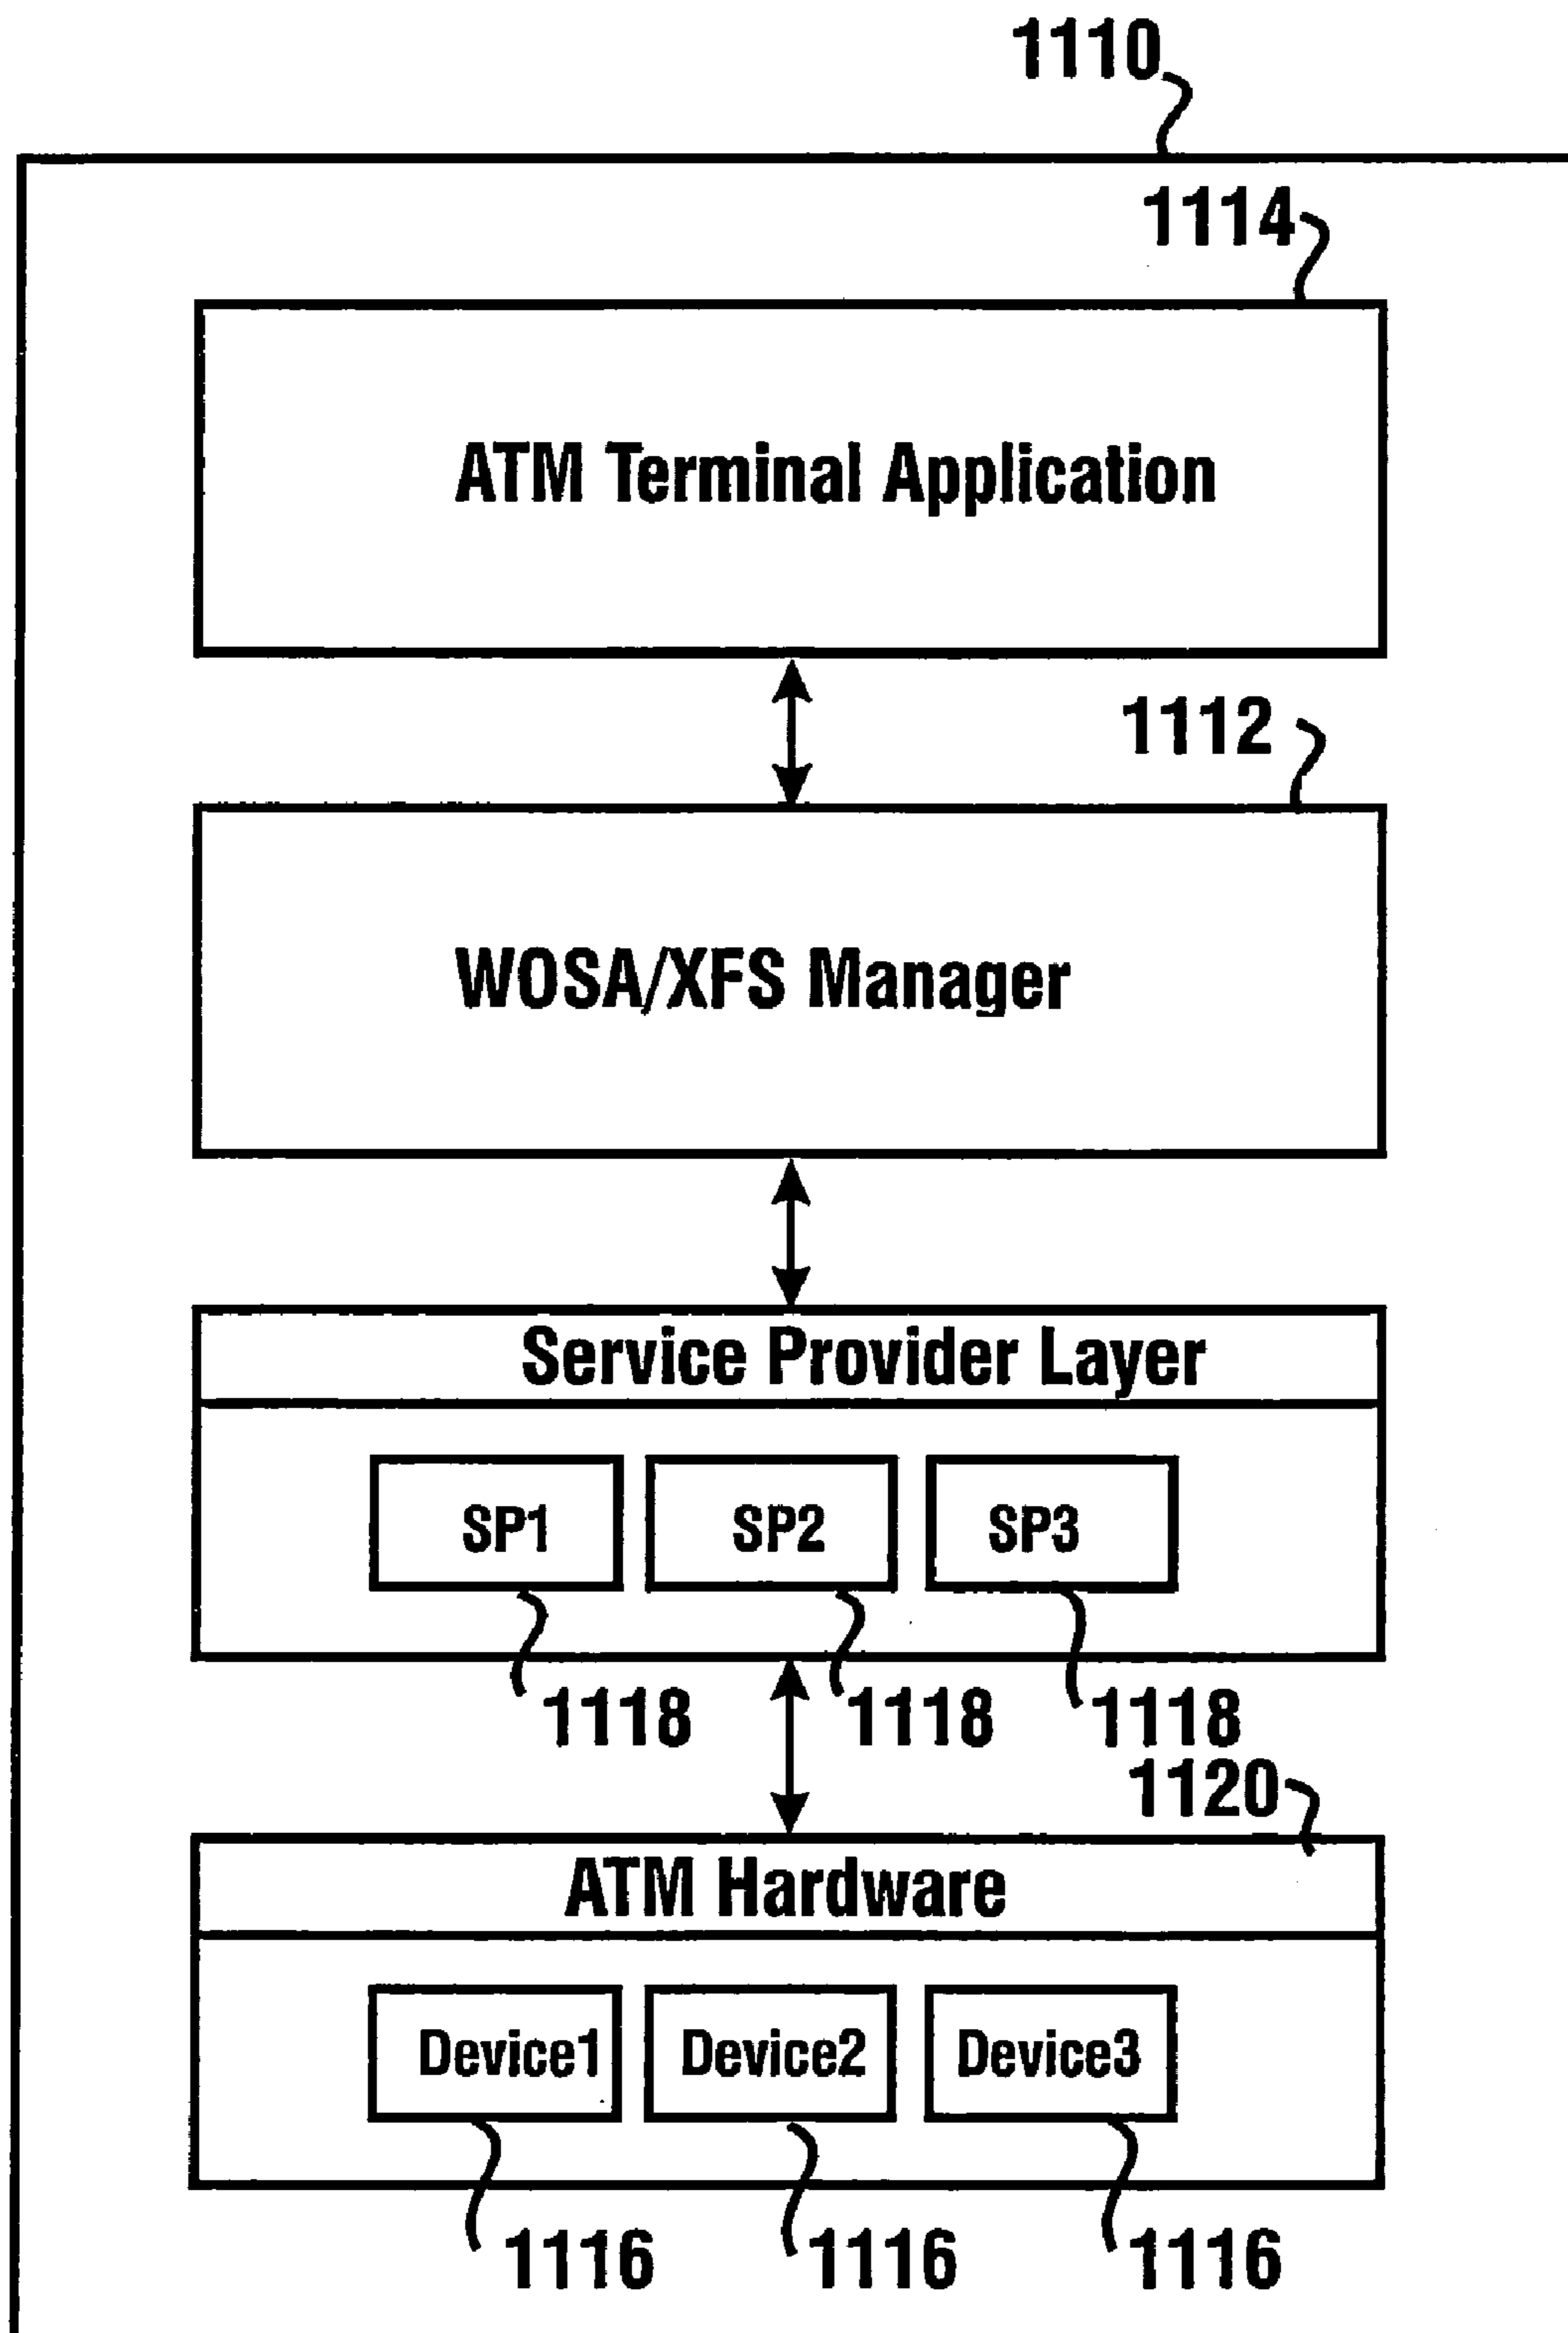 1110
1114
ATM Terminal Application
1112
WOSA/XFS Manager
Service Provider Layer
SP1 SP2 SP3
1118 1118 1118
1120
ATM Hardware
Device1 Device2 Device3
1116 1116 1116